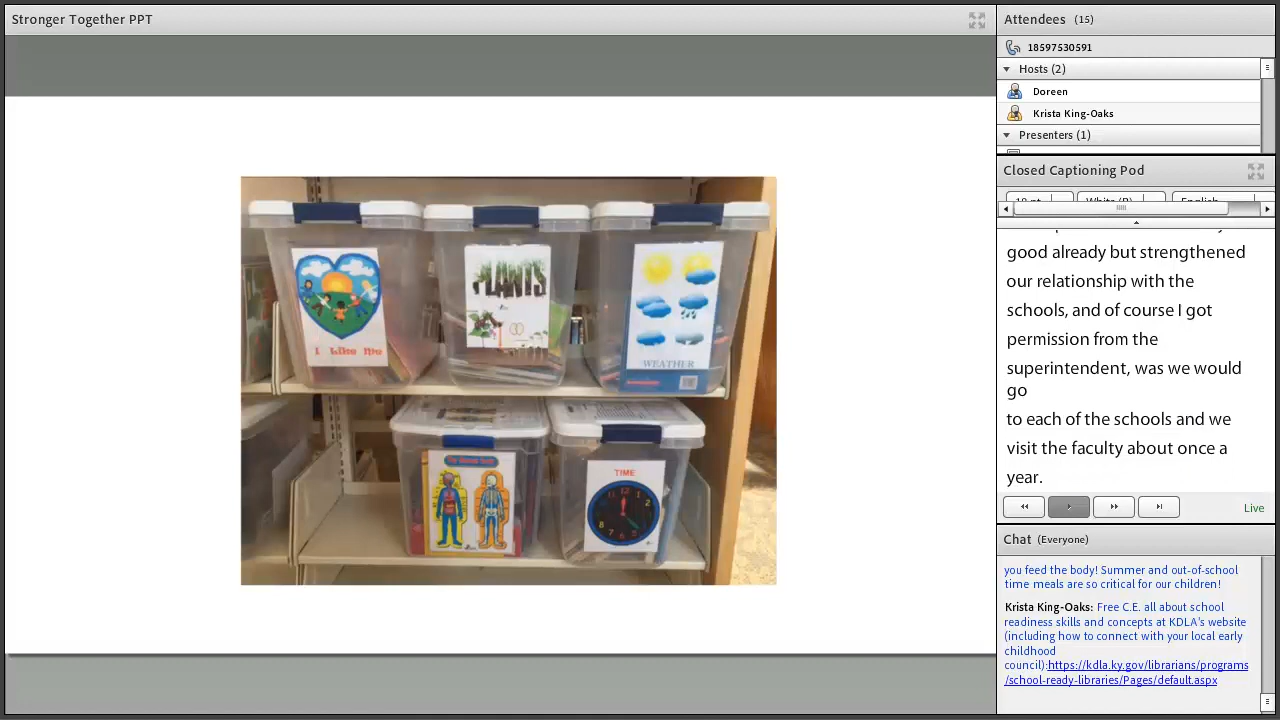 Stronger Together PPT
I Like Me
PLANTS
WEATHER
The Human Body
TIME
Attendees (15)
18597530591
Hosts (2)
Doreen
Krista King-Oaks
Presenters (1)
Closed Captioning Pod
good already but strengthened
our relationship with the
schools, and of course I got
permission from the
superintendent, was we would
go
to each of the schools and we
visit the faculty about once a
year.
Live
Chat (Everyone)
you feed the body! Summer and out-of-school
time meals are so critical for our children!
Krista King-Oaks: Free C.E. all about school
readiness skills and concepts at KDLA's website
(including how to connect with your local early
childhood
council):https://kdla.ky.gov/librarians/programs
/school-ready-libraries/Pages/default.aspx